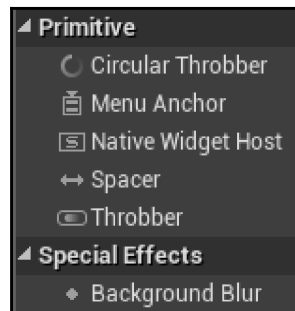 Primitive
Circular Throbber
Menu Anchor
Native Widget Host
Spacer
Throbber
Special Effects
Background Blur